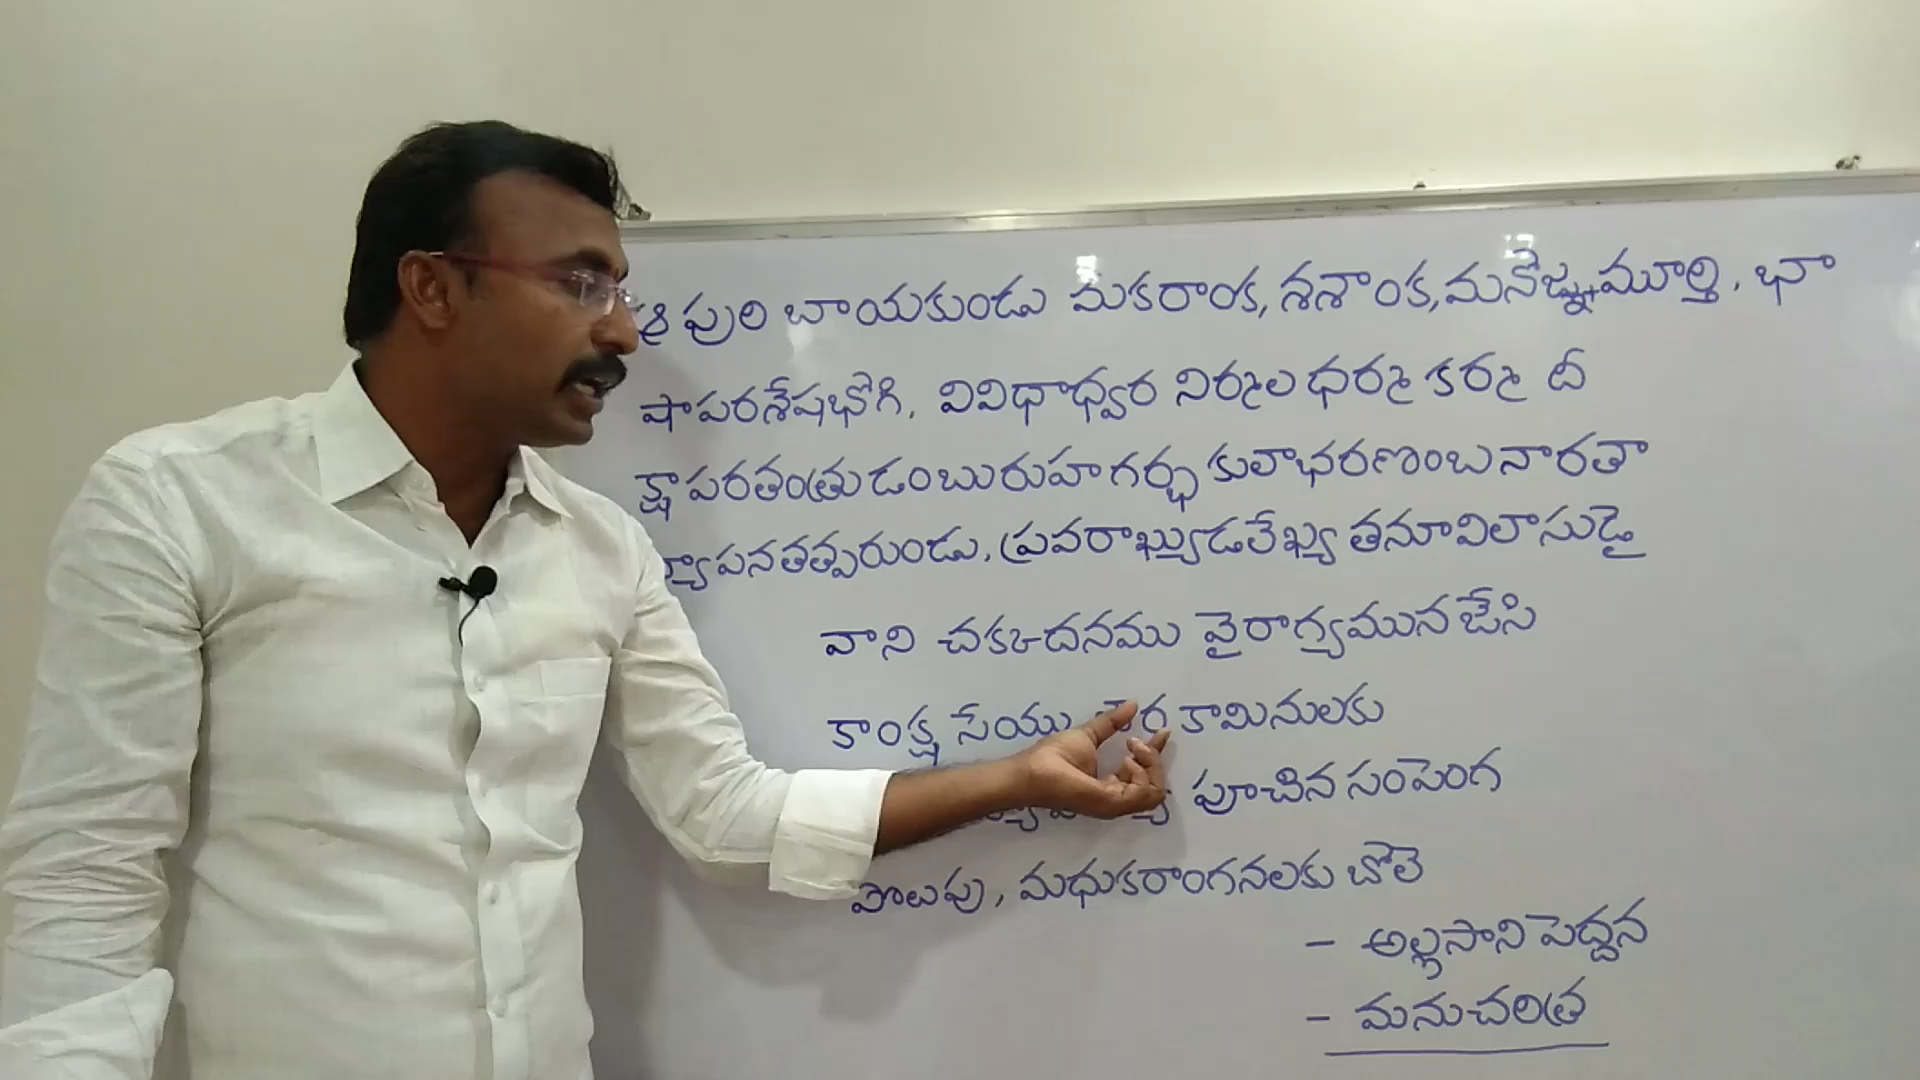 పురి బాయకుండు మకరాంక, శశాంక, మనోజ్ఞమూర్తి, భా
షాపరశేషభోగి, వివిధాధ్వర నిర్మల ధర్మ కర్మ దీ
క్షాపరతంత్రు డంబురుహగర్భ కులాభరణంబనారతా
పనతత్పరుండు, ప్రవరాఖ్యుడలేఖ్య తనూవిలాసుడై
వాని చక్కదనము వైరాగ్యమున జేసి
కాంక్ష సేయు కామినులకు
పూచిన సంపెంగ
పొలుపు, మధుకరాంగనలకు బోలె
- అల్లసాని పెద్దన
- మనుచరిత్ర